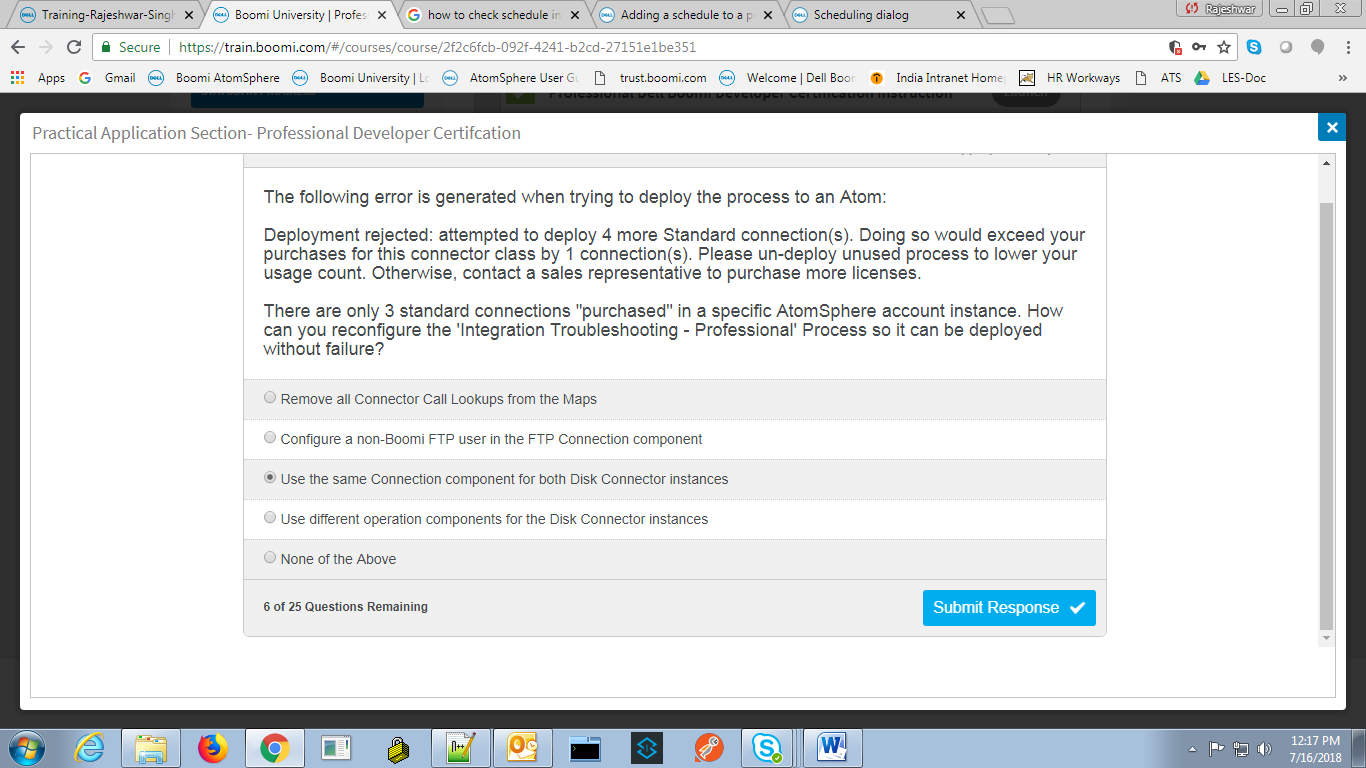 Training-Rajeshwar-Singh
Boomi University | Profess
how to check schedule in
Adding a schedule to a p
Scheduling dialog
Rajeshwar
Secure
https://train.boomi.com/#/courses/course/2f2c6fcb-092f-4241-b2cd-27151e1be351
Apps
Gmail
Boomi AtomSphere
Boomi University | Lo
AtomSphere User Gu
trust.boomi.com
Welcome | Dell Boom
India Intranet Home
HR Workways
ATS
LES-Doc
»
Professional Dell Boomi Developer Certification Instruction
Practical Application Section- Professional Developer Certifcation
The following error is generated when trying to deploy the process to an Atom:
Deployment rejected: attempted to deploy 4 more Standard connection(s). Doing so would exceed your
purchases for this connector class by 1 connection(s). Please un-deploy unused process to lower your
usage count. Otherwise, contact a sales representative to purchase more licenses.
There are only 3 standard connections "purchased" in a specific AtomSphere account instance. How
can you reconfigure the 'Integration Troubleshooting - Professional' Process so it can be deployed
without failure?
Remove all Connector Call Lookups from the Maps
Configure a non-Boomi FTP user in the FTP Connection component
Use the same Connection component for both Disk Connector instances
Use different operation components for the Disk Connector instances
None of the Above
6 of 25 Questions Remaining
Submit Response
12:17 PM
7/16/2018